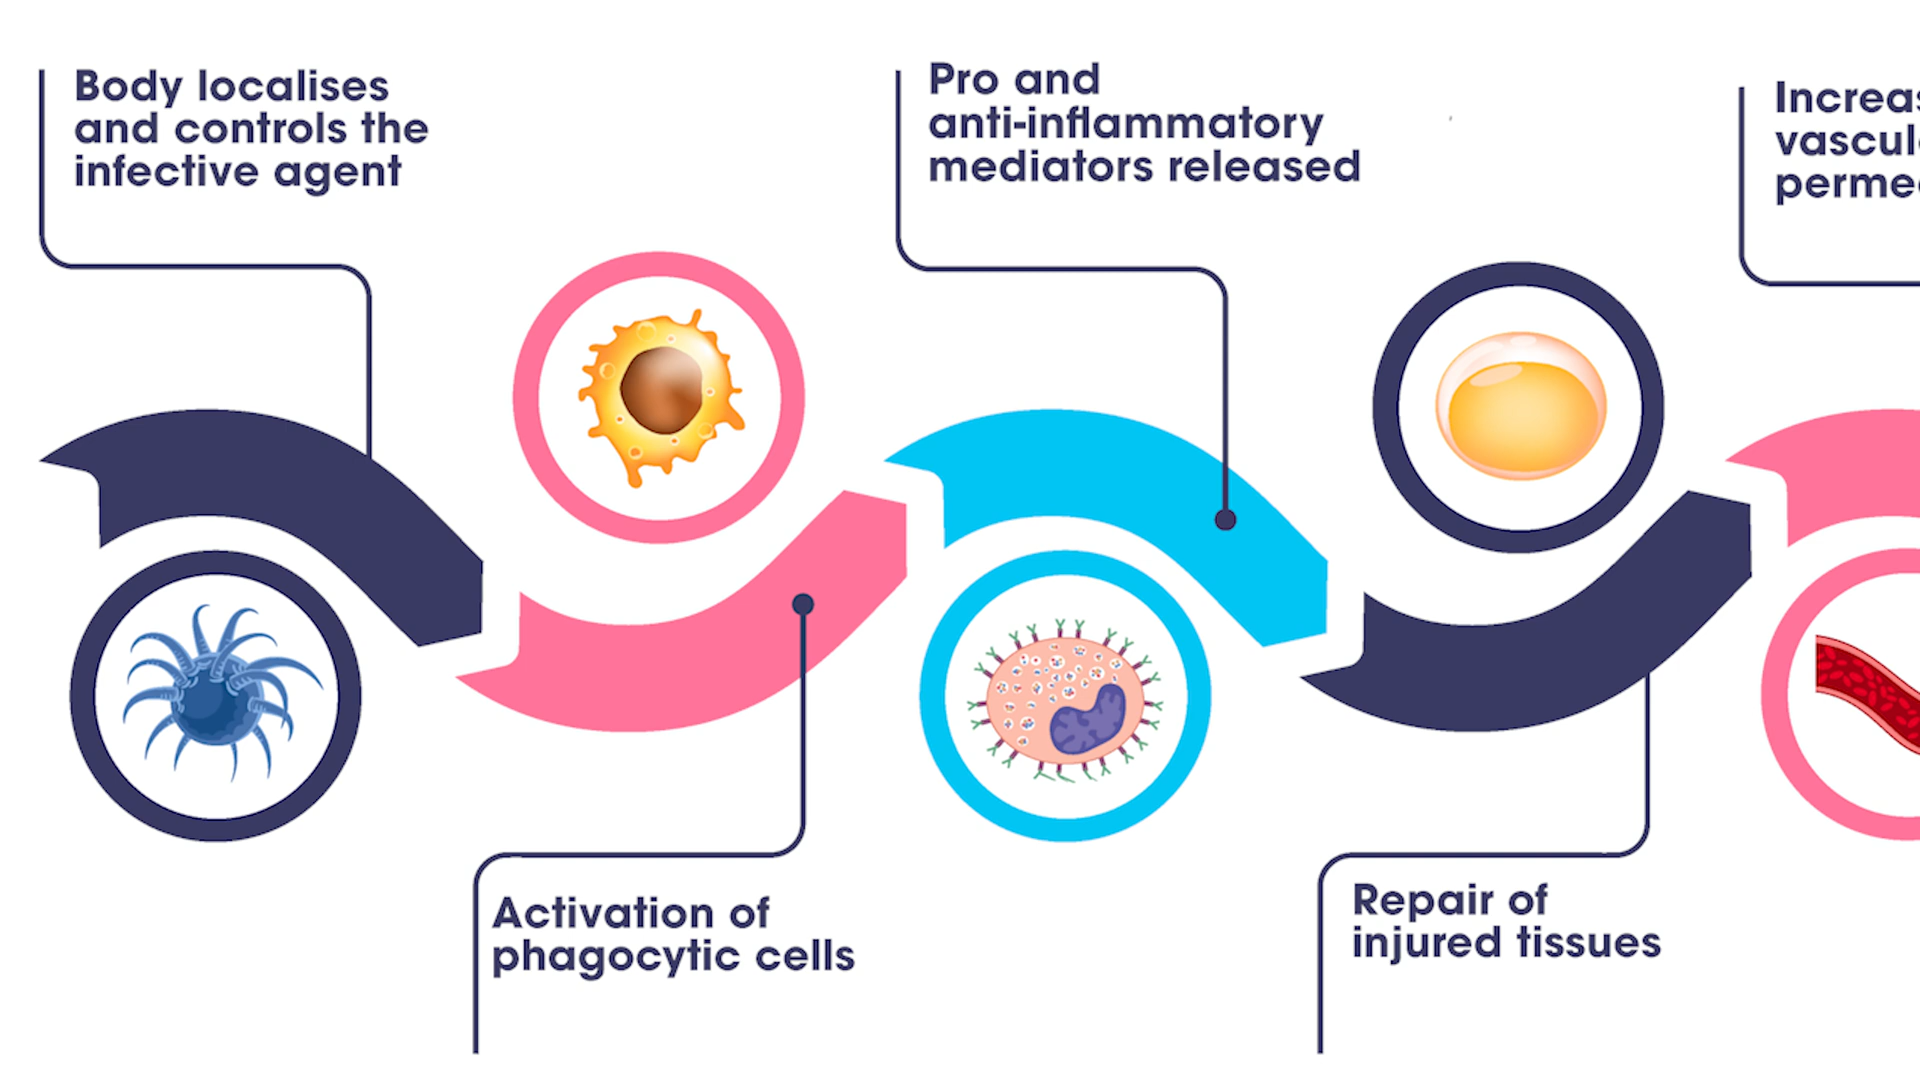 Body localises
and controls the
infective agent
Activation of
phagocytic cells
Pro and
anti-inflammatory
mediators released
Repair of
injured tissues